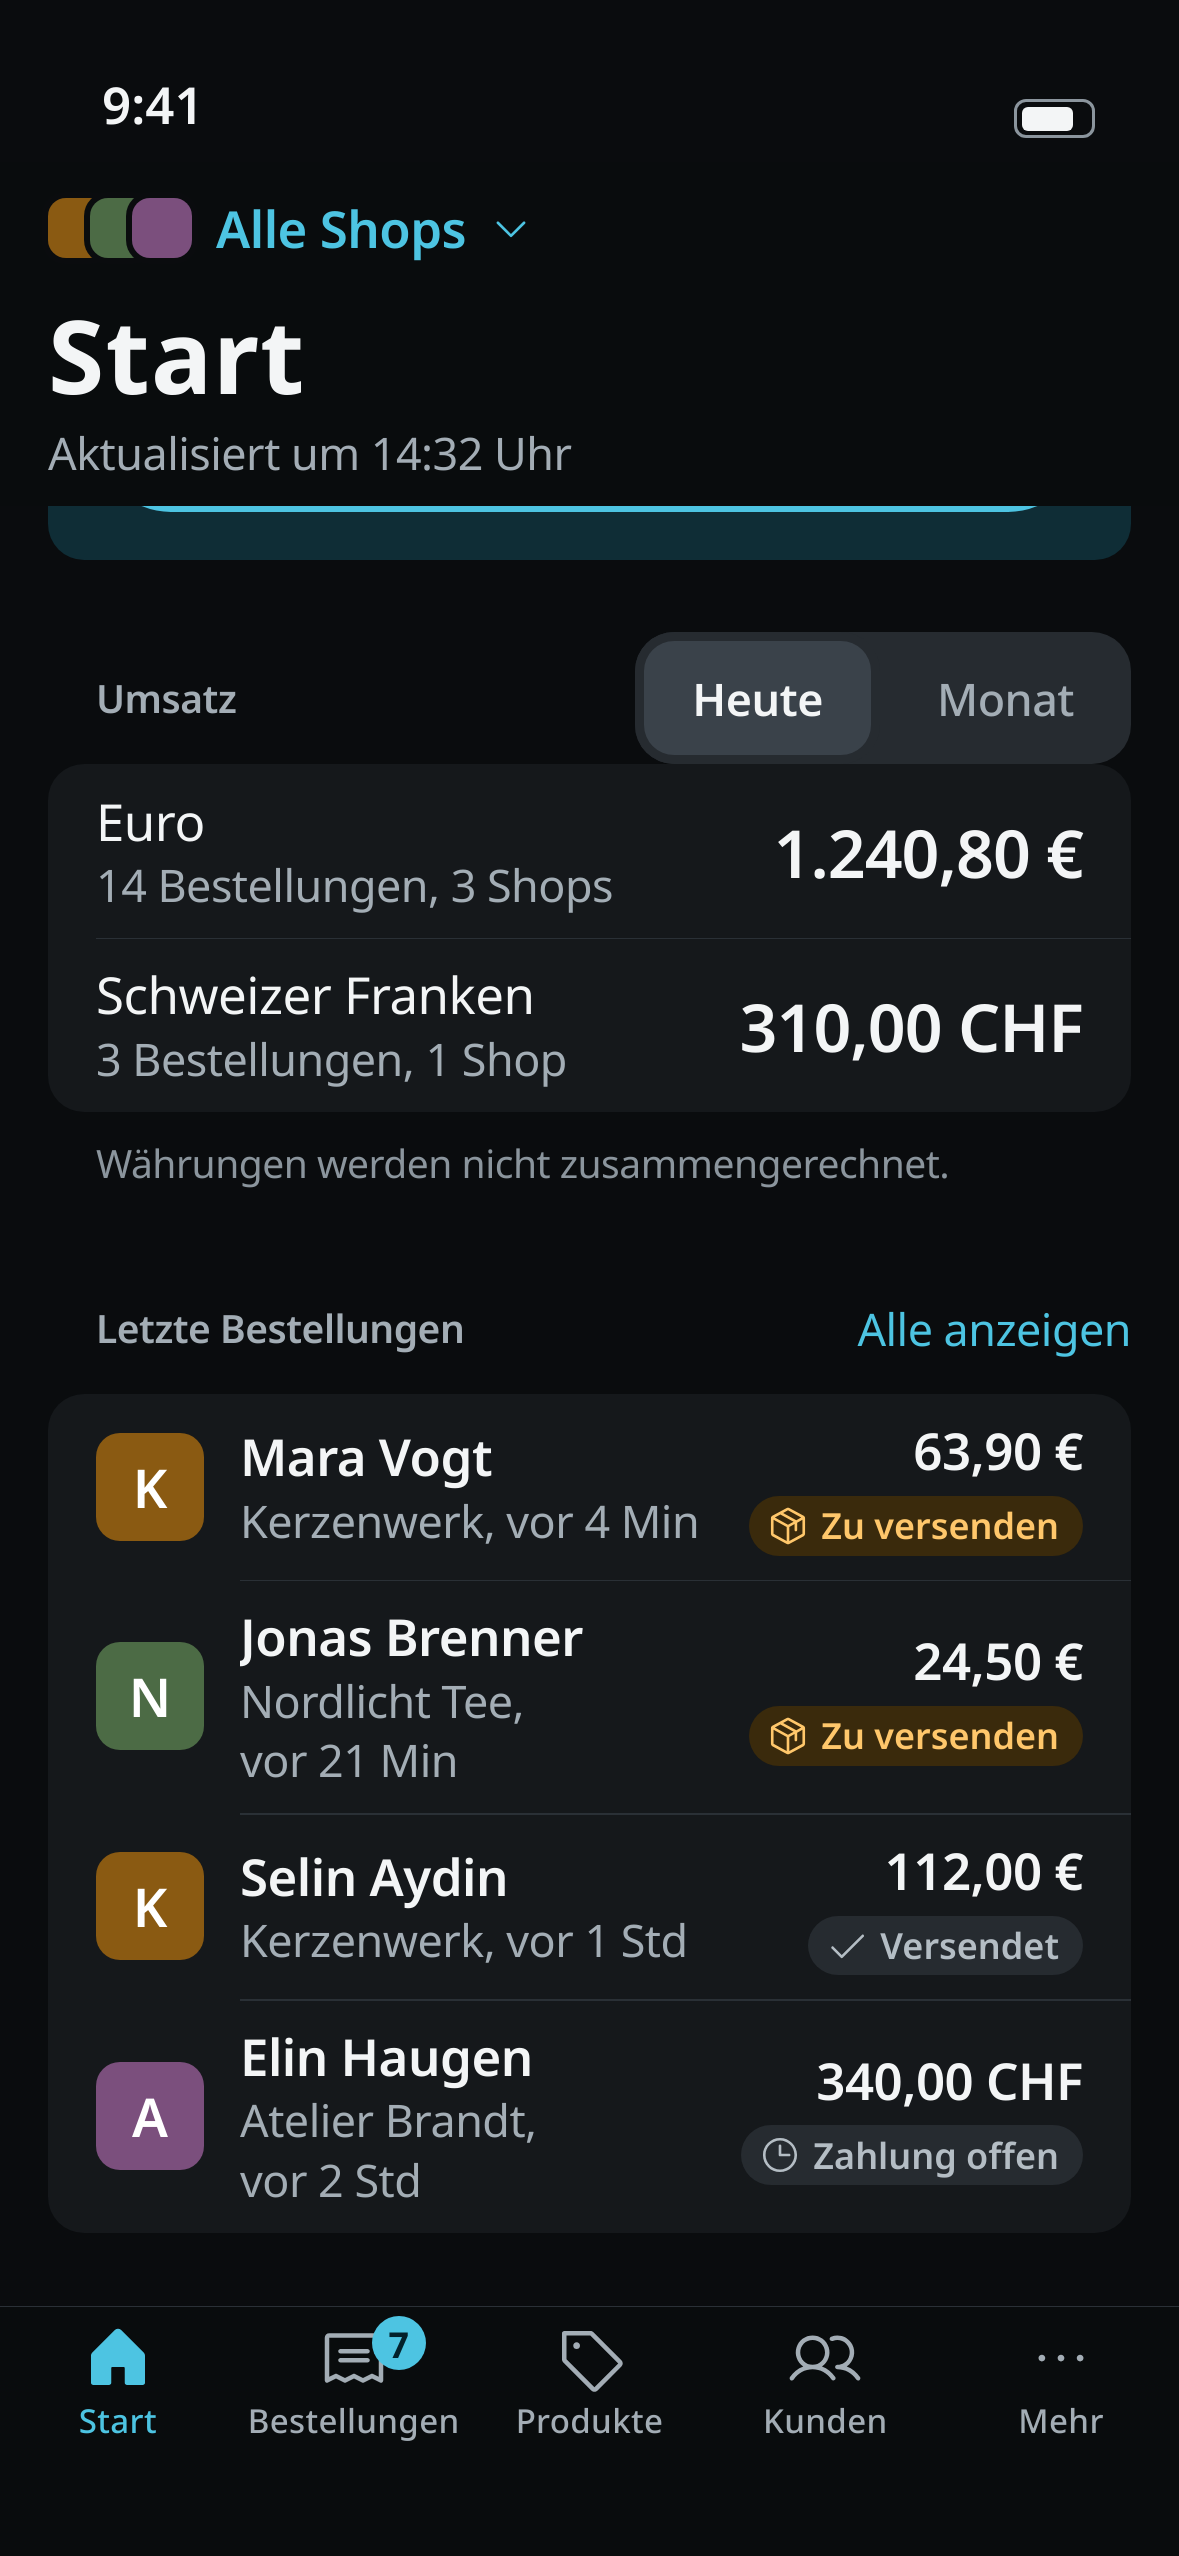 9:41
Alle Shops
Start
Aktualisiert um 14:32 Uhr
Umsatz
Heute
Monat
Euro
1.240,80 €
14 Bestellungen, 3 Shops
Schweizer Franken
310,00 CHF
3 Bestellungen, 1 Shop
Währungen werden nicht zusammengerechnet.
Letzte Bestellungen
Alle anzeigen
K
Mara Vogt
63,90 €
Kerzenwerk, vor 4 Min
Zu versenden
N
Jonas Brenner
24,50 €
Nordlicht Tee,
vor 21 Min
Zu versenden
K
Selin Aydin
112,00 €
Kerzenwerk, vor 1 Std
Versendet
A
Elin Haugen
340,00 CHF
Atelier Brandt,
vor 2 Std
Zahlung offen
7
Start
Bestellungen
Produkte
Kunden
Mehr